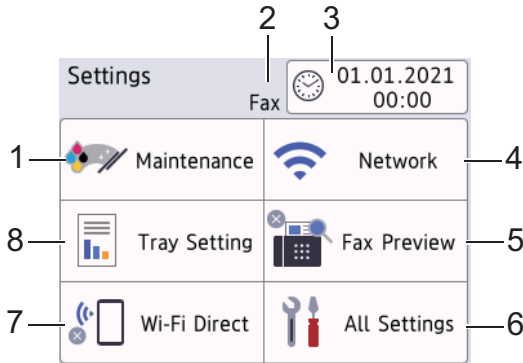 2 3
Settings
Fax
01.01.2021
00:00
1 Maintenance Network 4
8 Tray Setting Fax Preview 5
7 Wi-Fi Direct All Settings 6